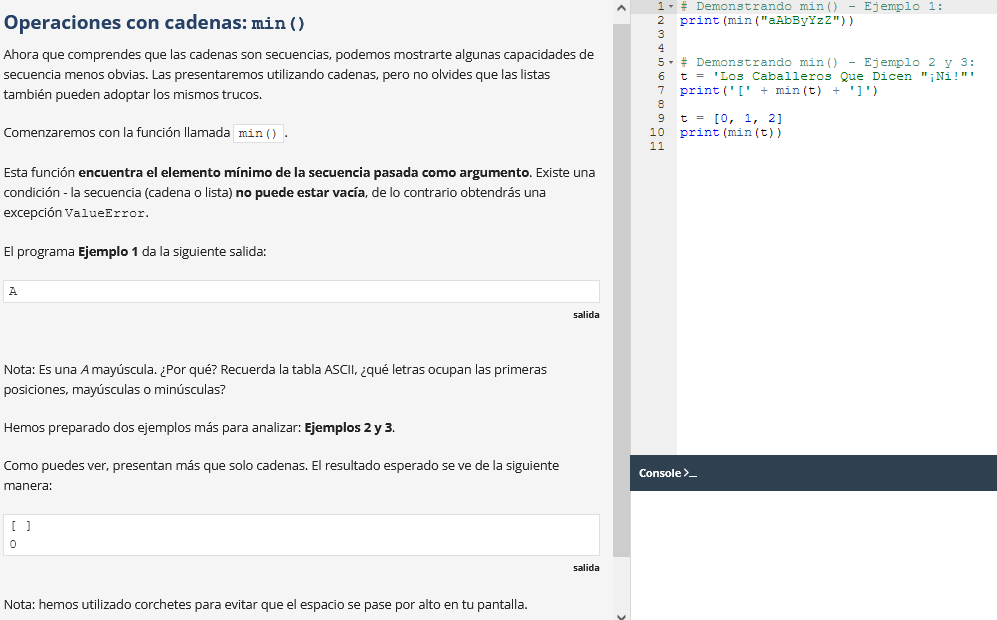 Operaciones con cadenas: min()
Ahora que comprendes que las cadenas son secuencias, podemos mostrarte algunas capacidades de
secuencia menos obvias. Las presentaremos utilizando cadenas, pero no olvides que las listas
también pueden adoptar los mismos trucos.
Comenzaremos con la función llamada min().
Esta función encuentra el elemento mínimo de la secuencia pasada como argumento. Existe una
condición - la secuencia (cadena o lista) no puede estar vacía, de lo contrario obtendrás una
excepción ValueError.
El programa Ejemplo 1 da la siguiente salida:
A
salida
Nota: Es una A mayúscula. ¿Por qué? Recuerda la tabla ASCII, ¿qué letras ocupan las primeras
posiciones, mayúsculas o minúsculas?
Hemos preparado dos ejemplos más para analizar: Ejemplos 2 y 3.
Como puedes ver, presentan más que solo cadenas. El resultado esperado se ve de la siguiente
manera:
[ ]
0
salida
Nota: hemos utilizado corchetes para evitar que el espacio se pase por alto en tu pantalla.
1 # Demonstrando min() - Ejemplo 1:
2 print(min("aAbByYzZ"))
3
4
5 # Demonstrando min() - Ejemplo 2 y 3:
6 t = 'Los Caballeros Que Dicen "¡Ni!"'
7 print('[' + min(t) + ']')
8
9 t = [0, 1, 2]
10 print(min(t))
11
Console >_